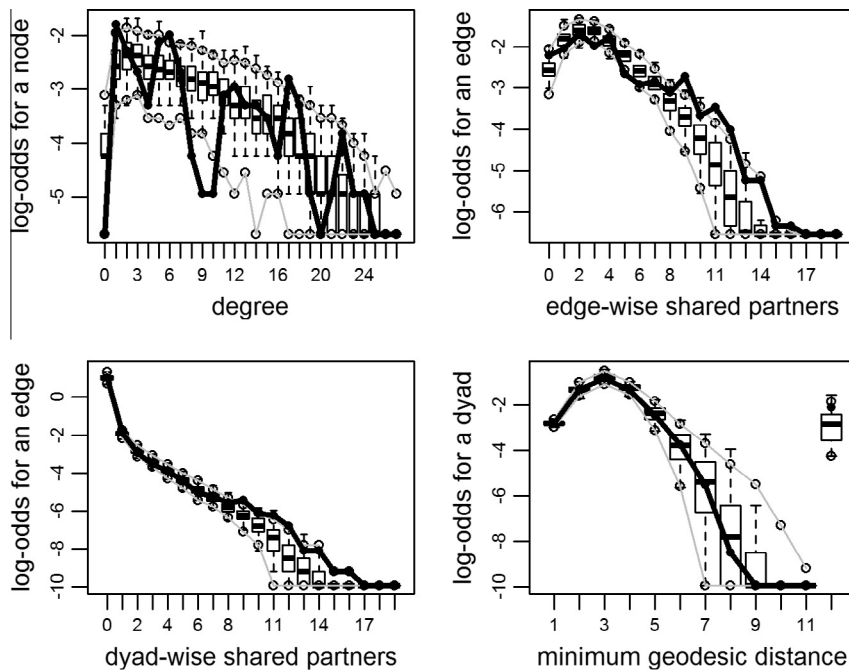 log-odds for a node
-2
-3
-4
-5
0 3 6 9 12 16 20 24
degree
log-odds for an edge
-2
-3
-4
-5
-6
0 2 4 6 8 11 14 17
edge-wise shared partners
log-odds for an edge
0
-2
-4
-6
-8
-10
0 2 4 6 8 11 14 17
dyad-wise shared partners
log-odds for a dyad
-2
-4
-6
-8
-10
1 3 5 7 9 11
minimum geodesic distance